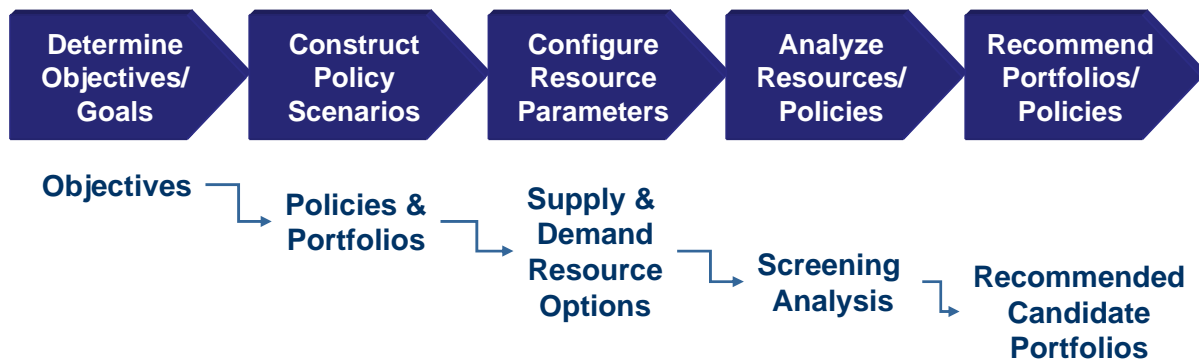 Determine
Objectives/
Goals
Construct
Policy
Scenarios
Configure
Resource
Parameters
Analyze
Resources/
Policies
Recommend
Portfolios/
Policies
Objectives
Policies &
Portfolios
Supply &
Demand
Resource
Options
Screening
Analysis
Recommended
Candidate
Portfolios